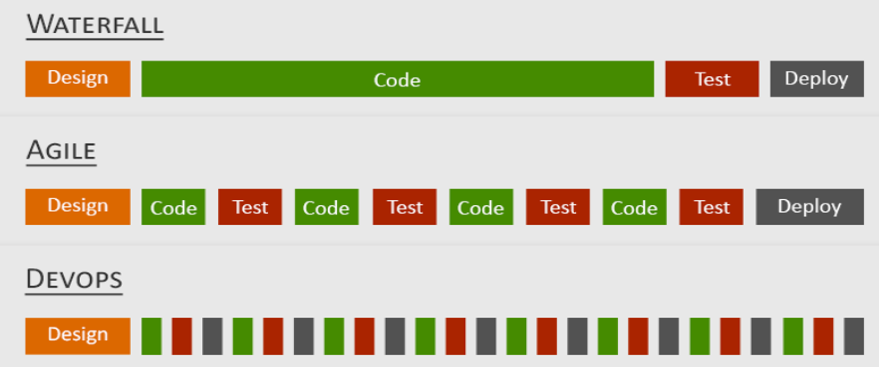 WATERFALL
Design Code Test Deploy
AGILE
Design Code Test Code Test Code Test Code Test Deploy
DEVOPS
Design